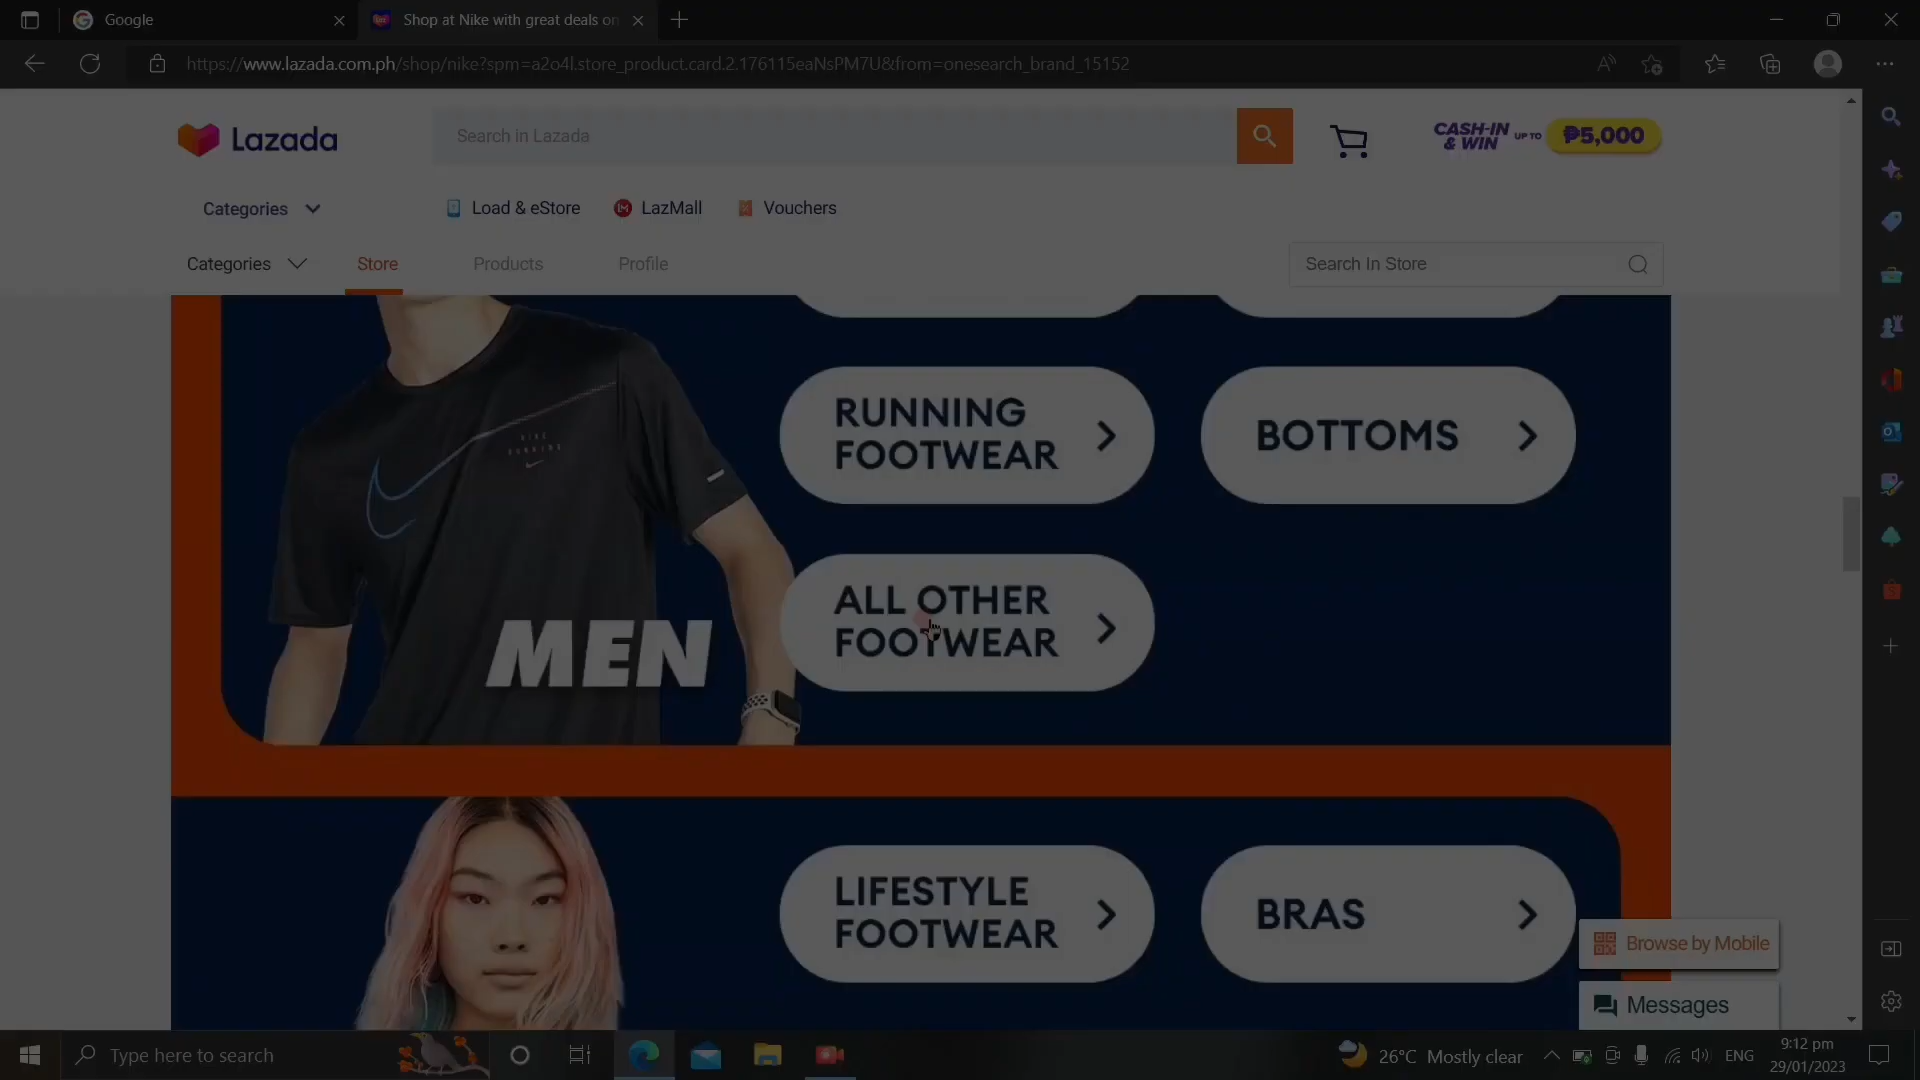 Google
Shop at Nike with great deals on
https://www.lazada.com.ph/shop/nike?spm=a2o4l.store_product.card.2.176115eaNsPM7U&from=onesearch_brand_15152
Lazada
Search in Lazada
CASH-IN & WIN UP TO ₱5,000
Categories
Load & eStore
LazMall
Vouchers
Categories
Store
Products
Profile
Search In Store
RUNNING
FOOTWEAR
BOTTOMS
NIKE
RUNNING
ALL OTHER
FOOTWEAR
MEN
LIFESTYLE
FOOTWEAR
BRAS
Browse by Mobile
Messages
Type here to search
26°C Mostly clear
ENG
9:12 pm
29/01/2023